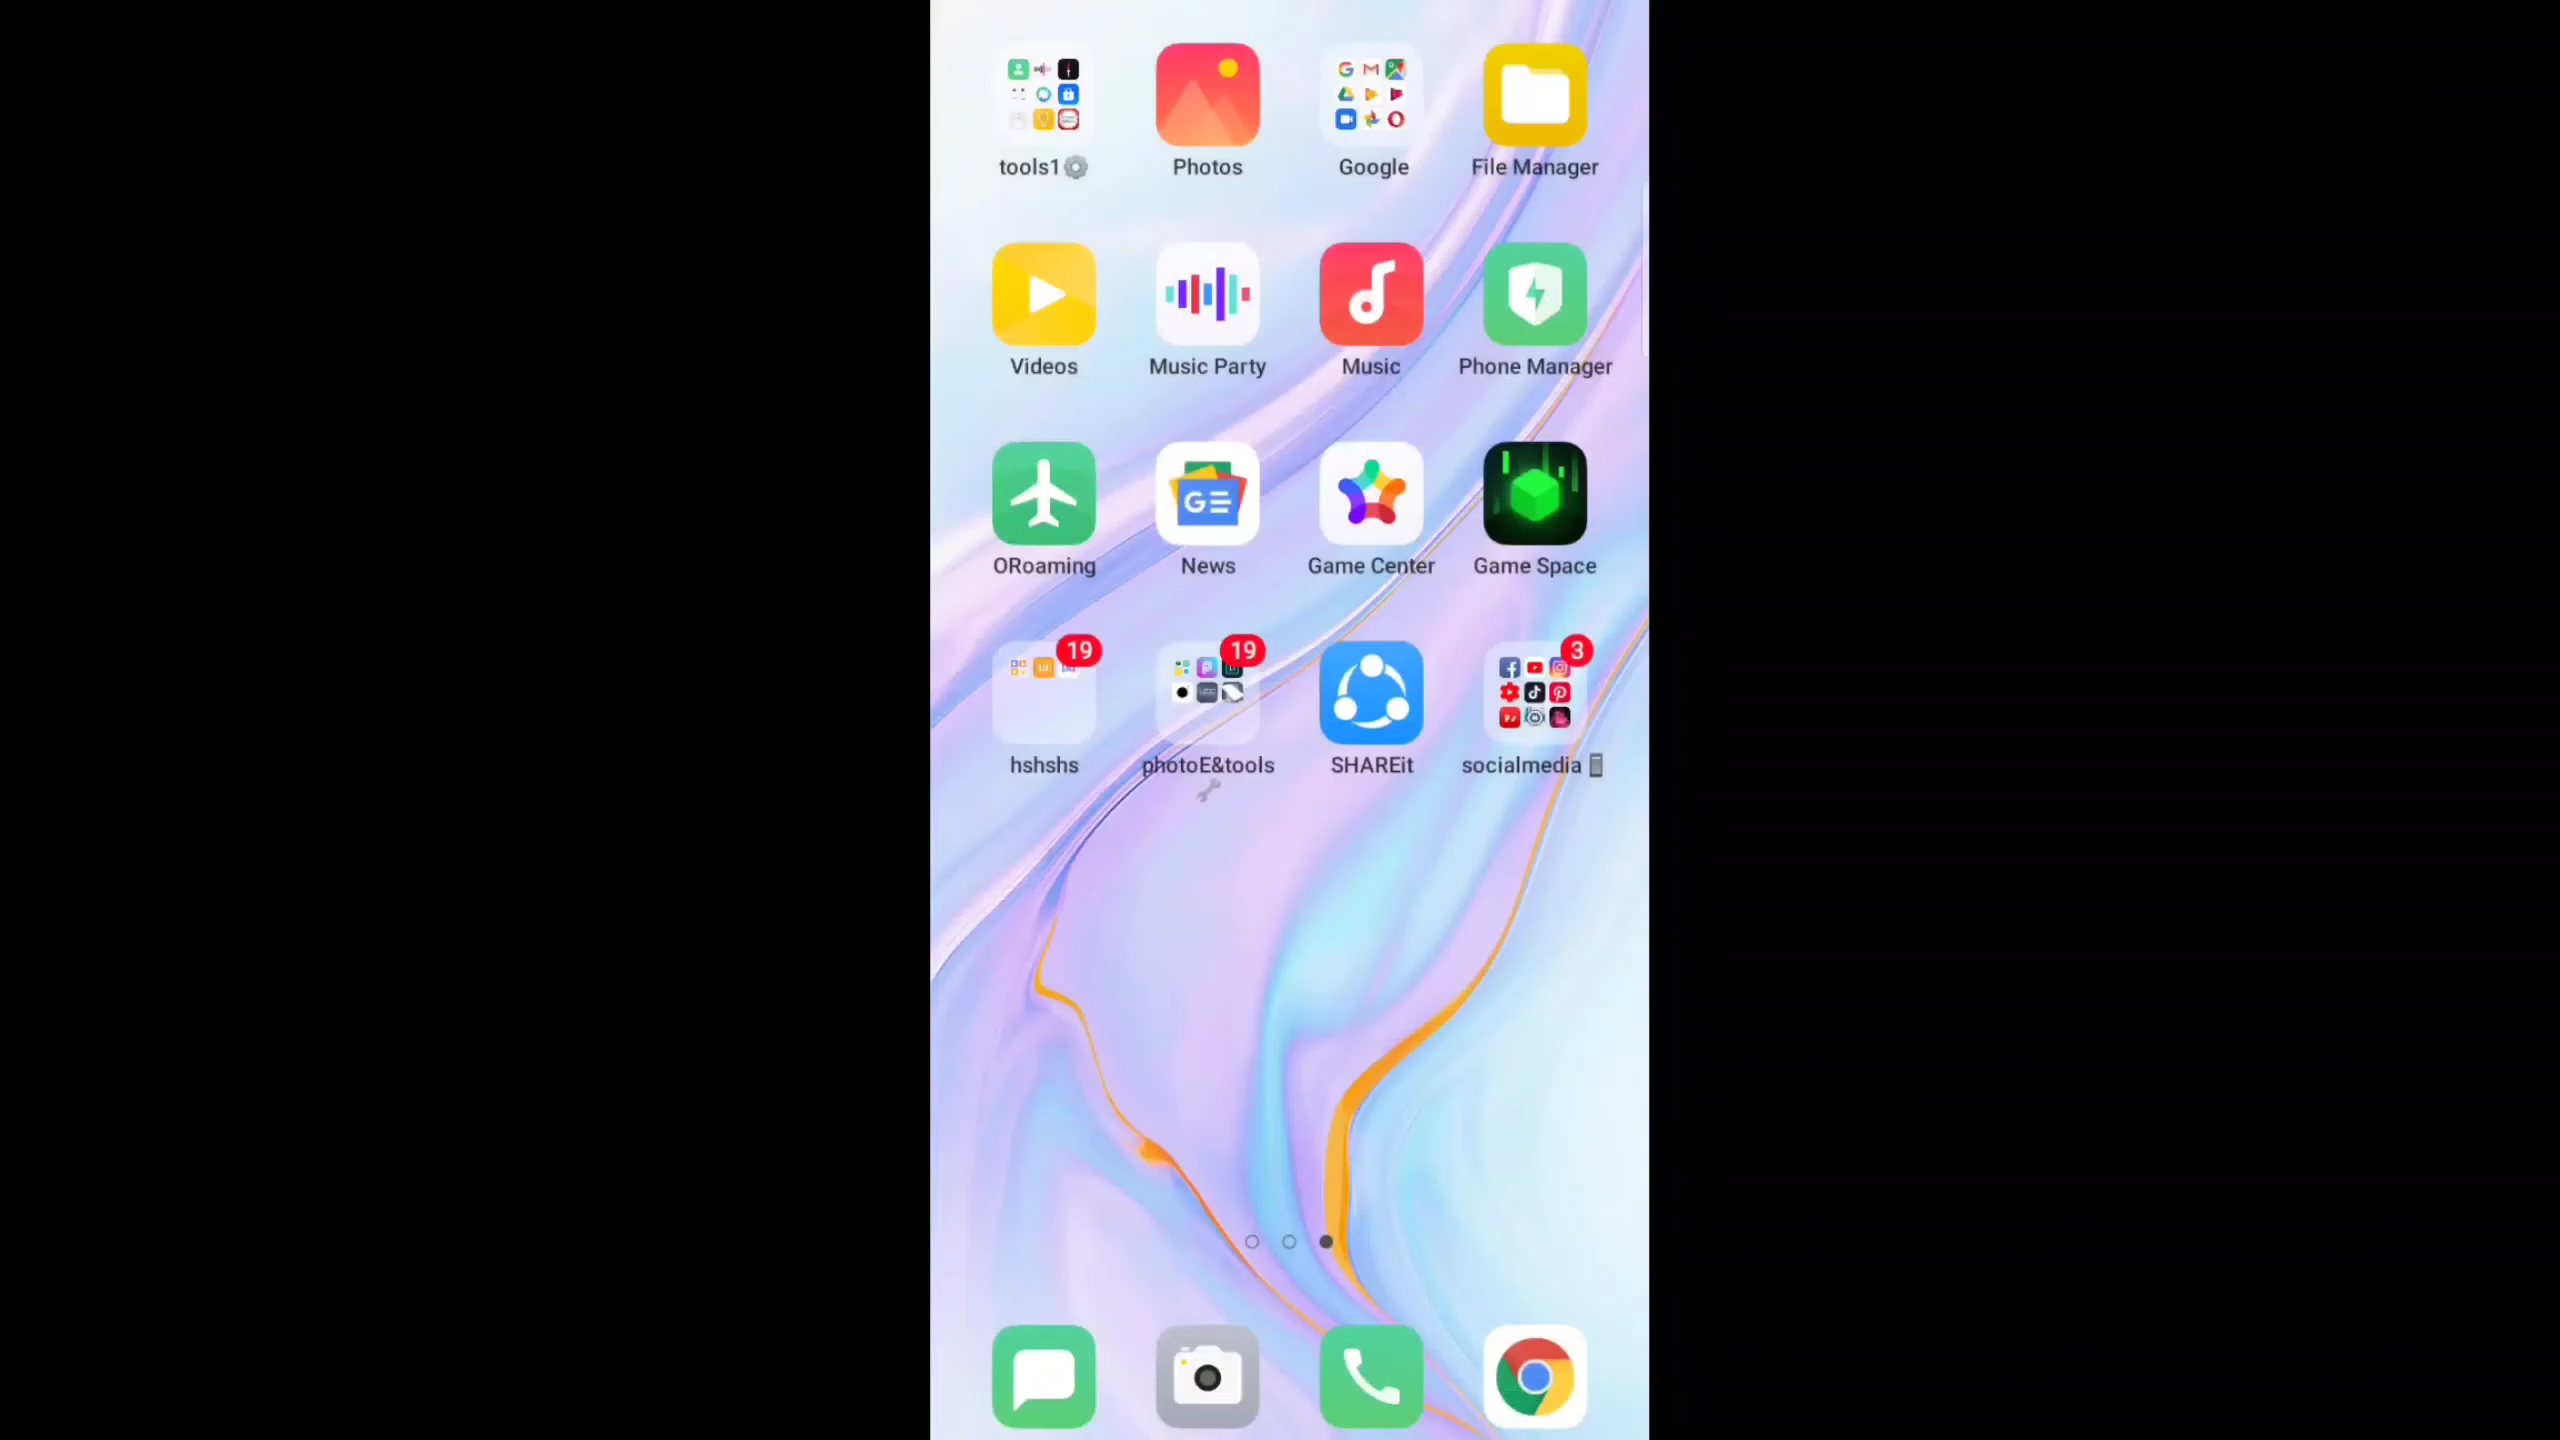 tools1
Photos
Google
File Manager
Videos
Music Party
Music
Phone Manager
ORoaming
News
Game Center
Game Space
19
19
3
hshshs
photoE&tools
SHAREit
socialmedia